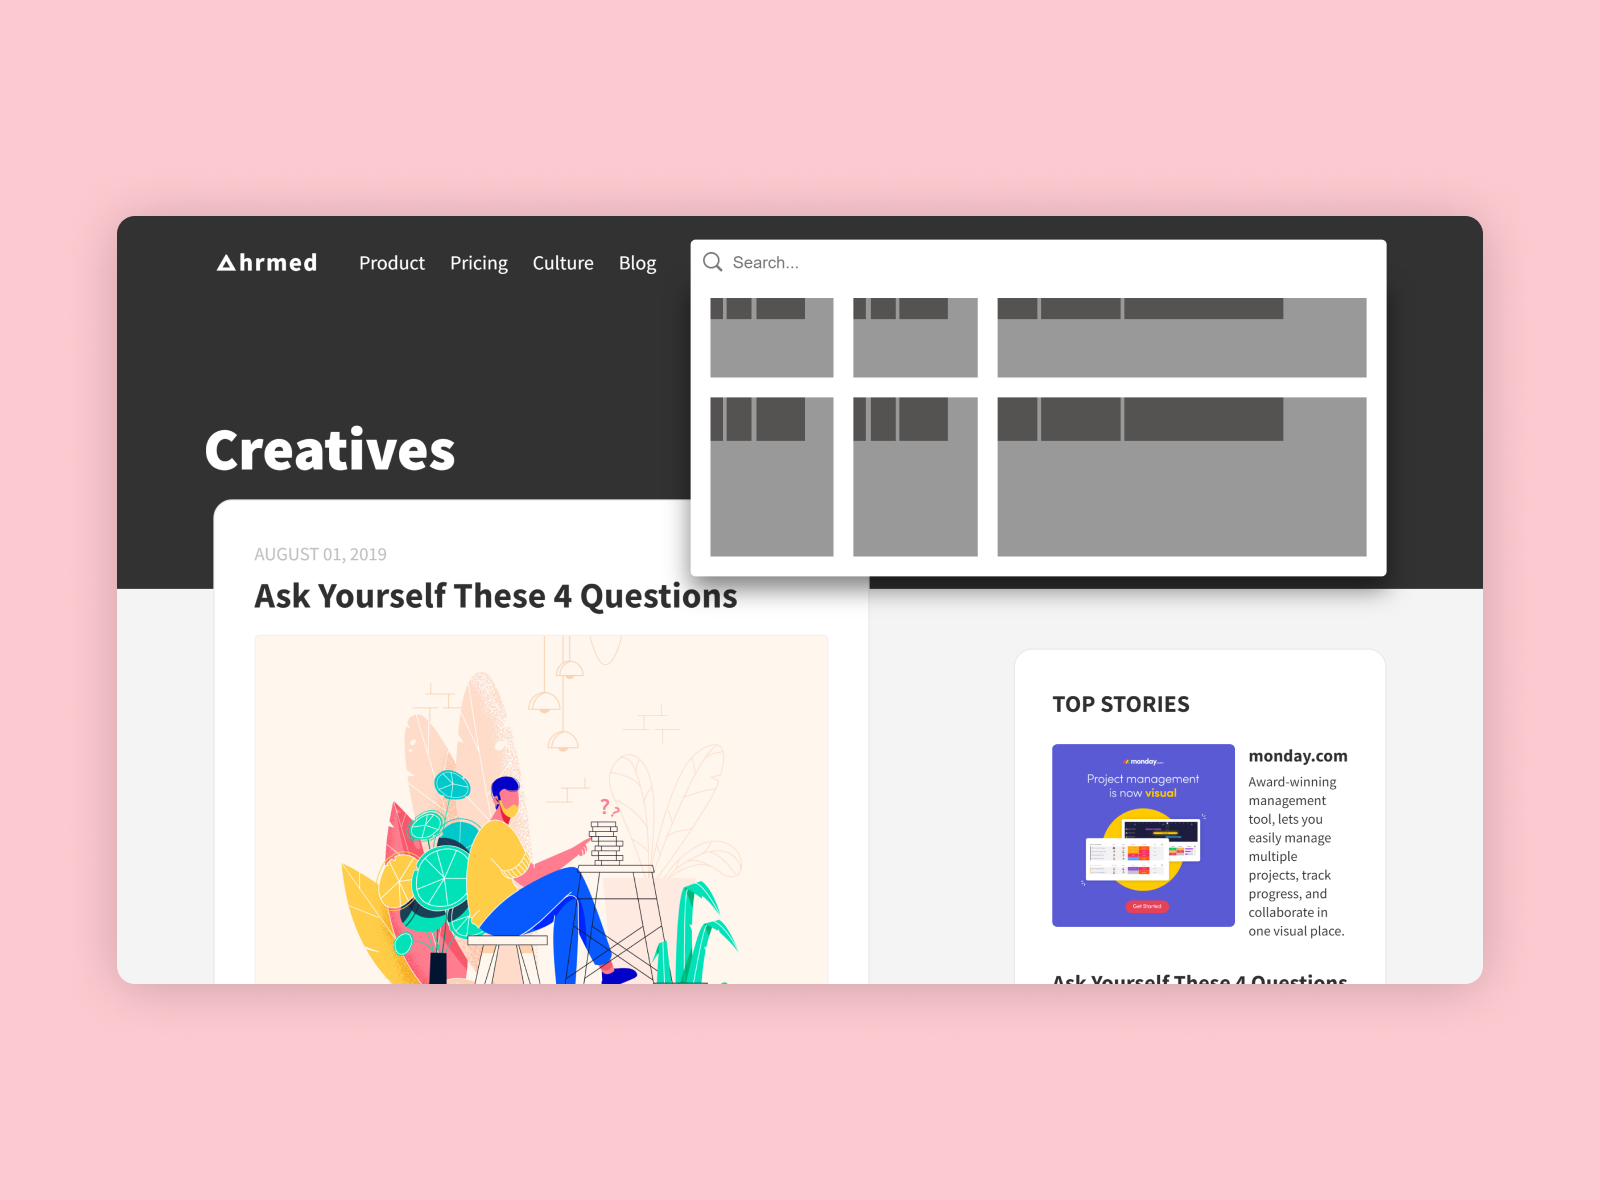 hrmed
Product Pricing Culture Blog
Search...
Creatives
AUGUST 01, 2019
Ask Yourself These 4 Questions
??
TOP STORIES
monday.com
Project management
is now visual
Get Started
monday.com
Award-winning
management
tool, lets you
easily manage
multiple
projects, track
progress, and
collaborate in
one visual place.
Ask Yourself These 4 Questions